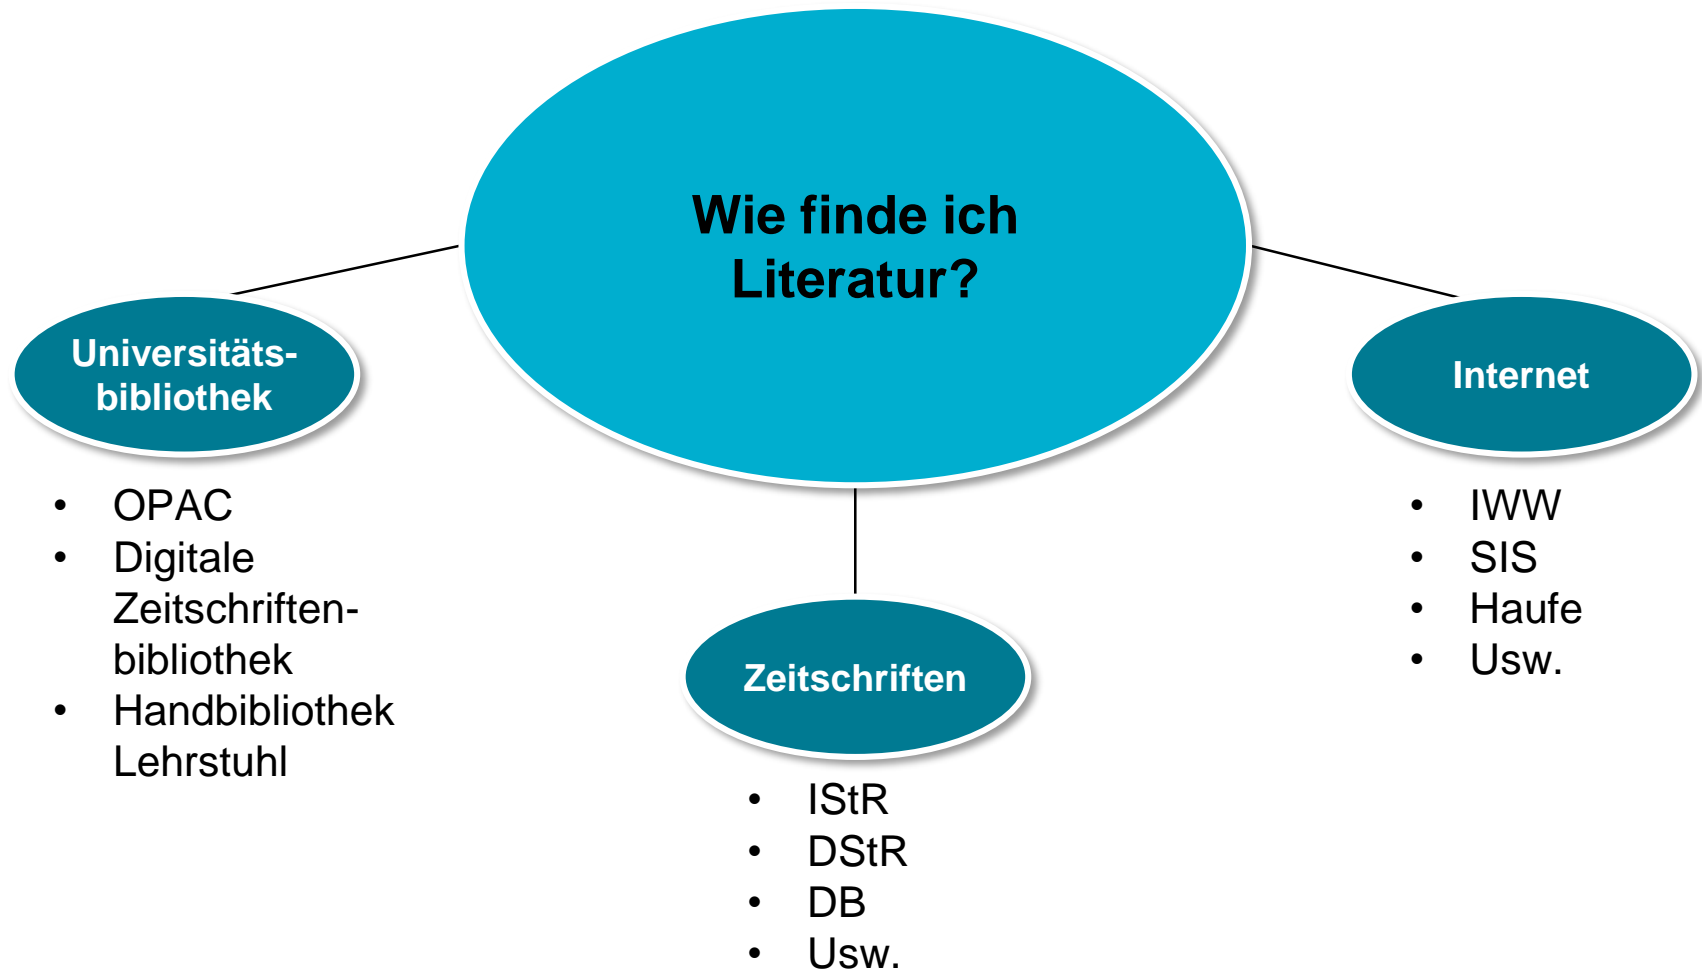 Wie finde ich
Literatur?
Universitäts-
bibliothek
• OPAC
• Digitale
Zeitschriften-
bibliothek
• Handbibliothek
Lehrstuhl
Zeitschriften
• IStR
• DStR
• DB
• Usw.
Internet
• IWW
• SIS
• Haufe
• Usw.